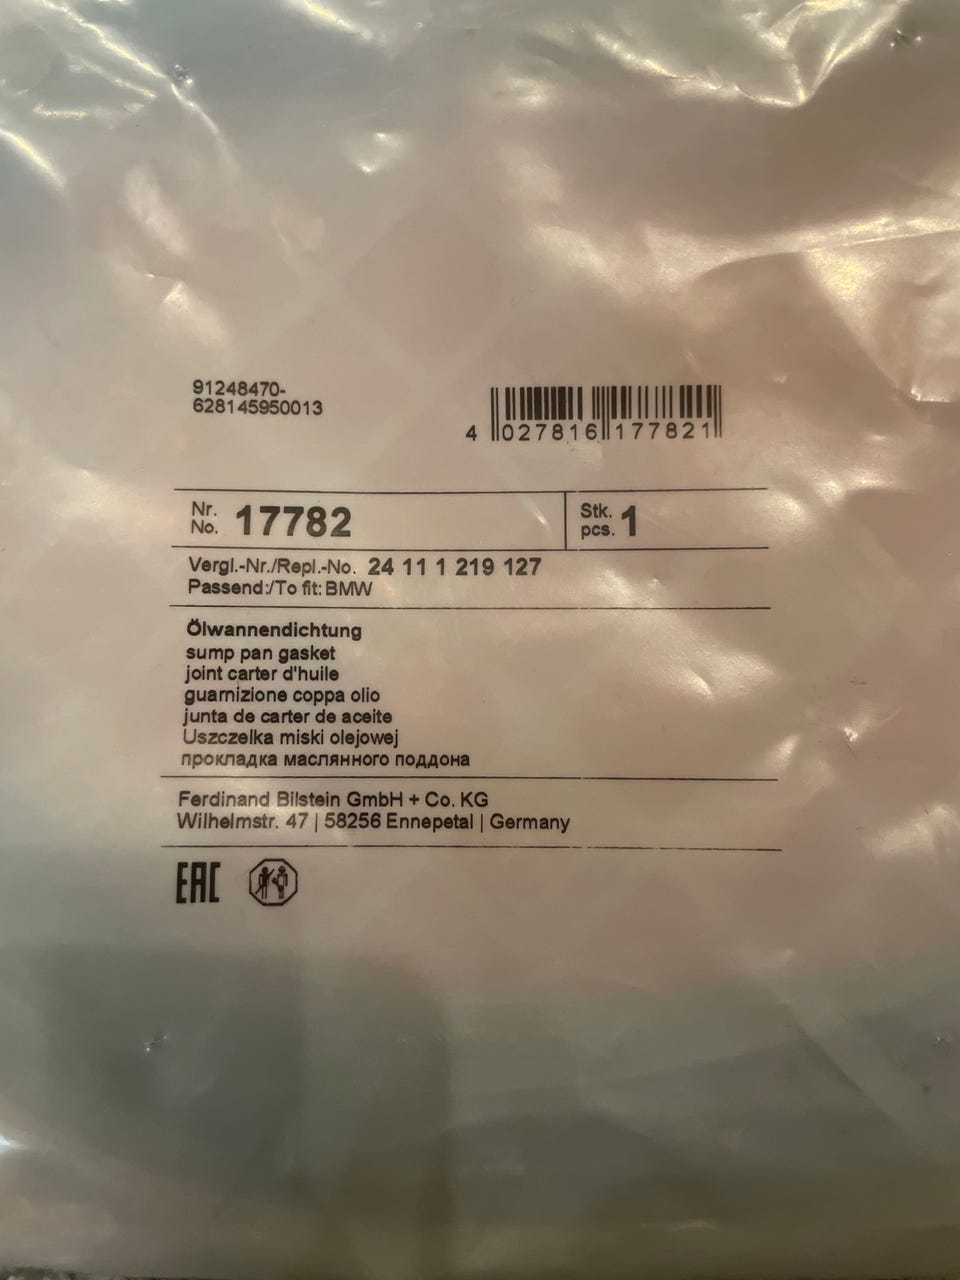 91248470-
628145950013
4 027816 177821
Nr.
No. 17782
Stk.
pcs. 1
Vergl.-Nr./Repl.-No. 24 11 1 219 127
Passend:/To fit: BMW
Ölwannendichtung
sump pan gasket
joint carter d'huile
guarnizione coppa olio
junta de carter de aceite
Uszczelka miski olejowej
прокладка маслянного поддона
Ferdinand Bilstein GmbH + Co. KG
Wilhelmstr. 47 | 58256 Ennepetal | Germany
EAC